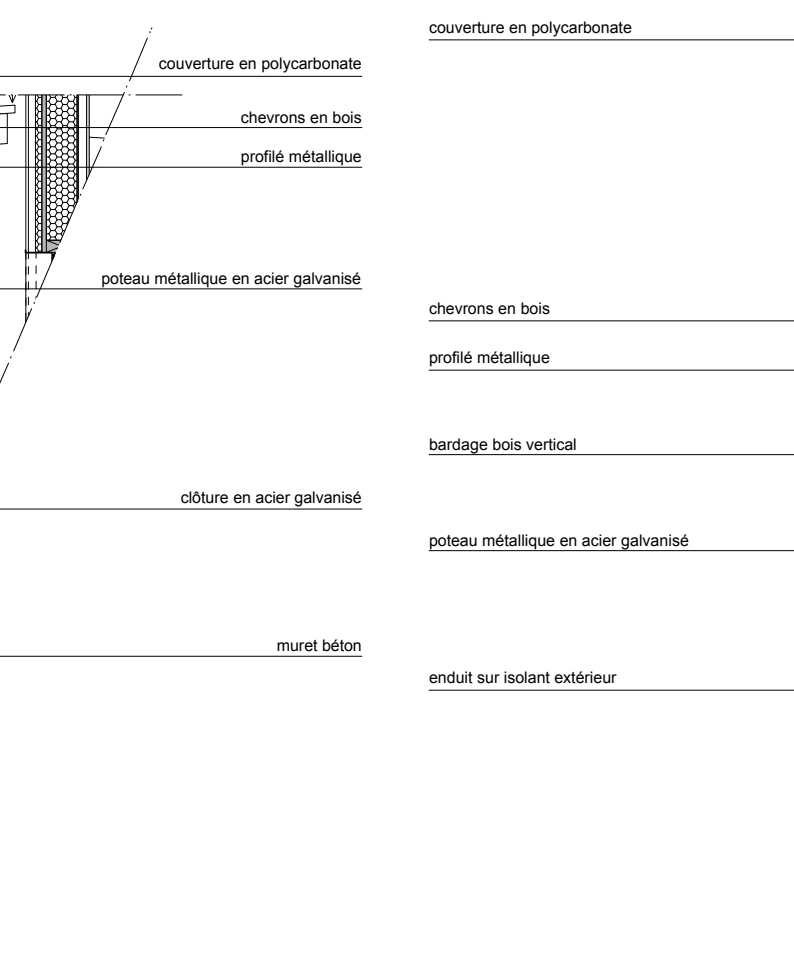 couverture en polycarbonate
chevrons en bois
profilé métallique
poteau métallique en acier galvanisé
clôture en acier galvanisé
muret béton
couverture en polycarbonate
chevrons en bois
profilé métallique
bardage bois vertical
poteau métallique en acier galvanisé
enduit sur isolant extérieur